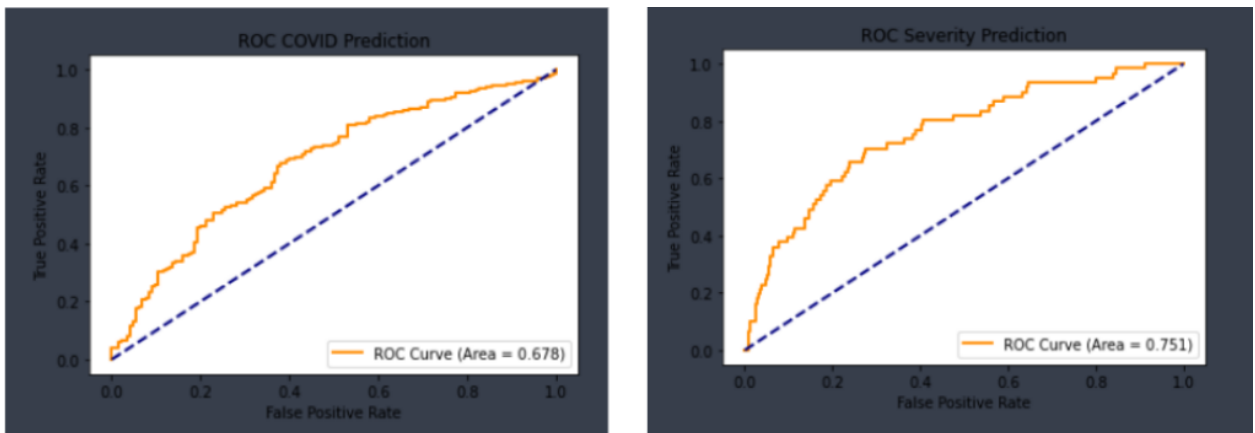 ROC COVID Prediction
1.0
0.8
0.6
0.4
0.2
0.0
True Positive Rate
ROC Curve (Area = 0.678)
0.0 0.2 0.4 0.6 0.8 1.0
False Positive Rate
ROC Severity Prediction
1.0
0.8
0.6
0.4
0.2
0.0
True Positive Rate
ROC Curve (Area = 0.751)
0.0 0.2 0.4 0.6 0.8 1.0
False Positive Rate